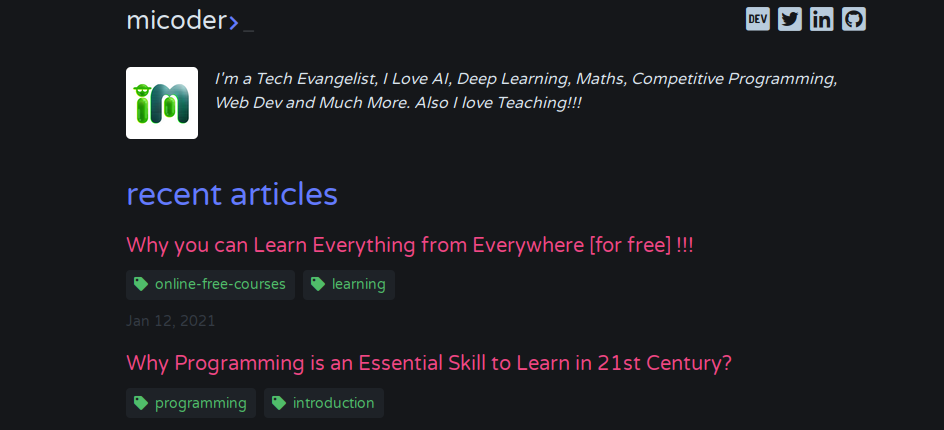 micoder>_
DEV
im
I'm a Tech Evangelist, I Love AI, Deep Learning, Maths, Competitive Programming,
Web Dev and Much More. Also I love Teaching!!!
recent articles
Why you can Learn Everything from Everywhere [for free] !!!
online-free-courses learning
Jan 12, 2021
Why Programming is an Essential Skill to Learn in 21st Century?
programming introduction